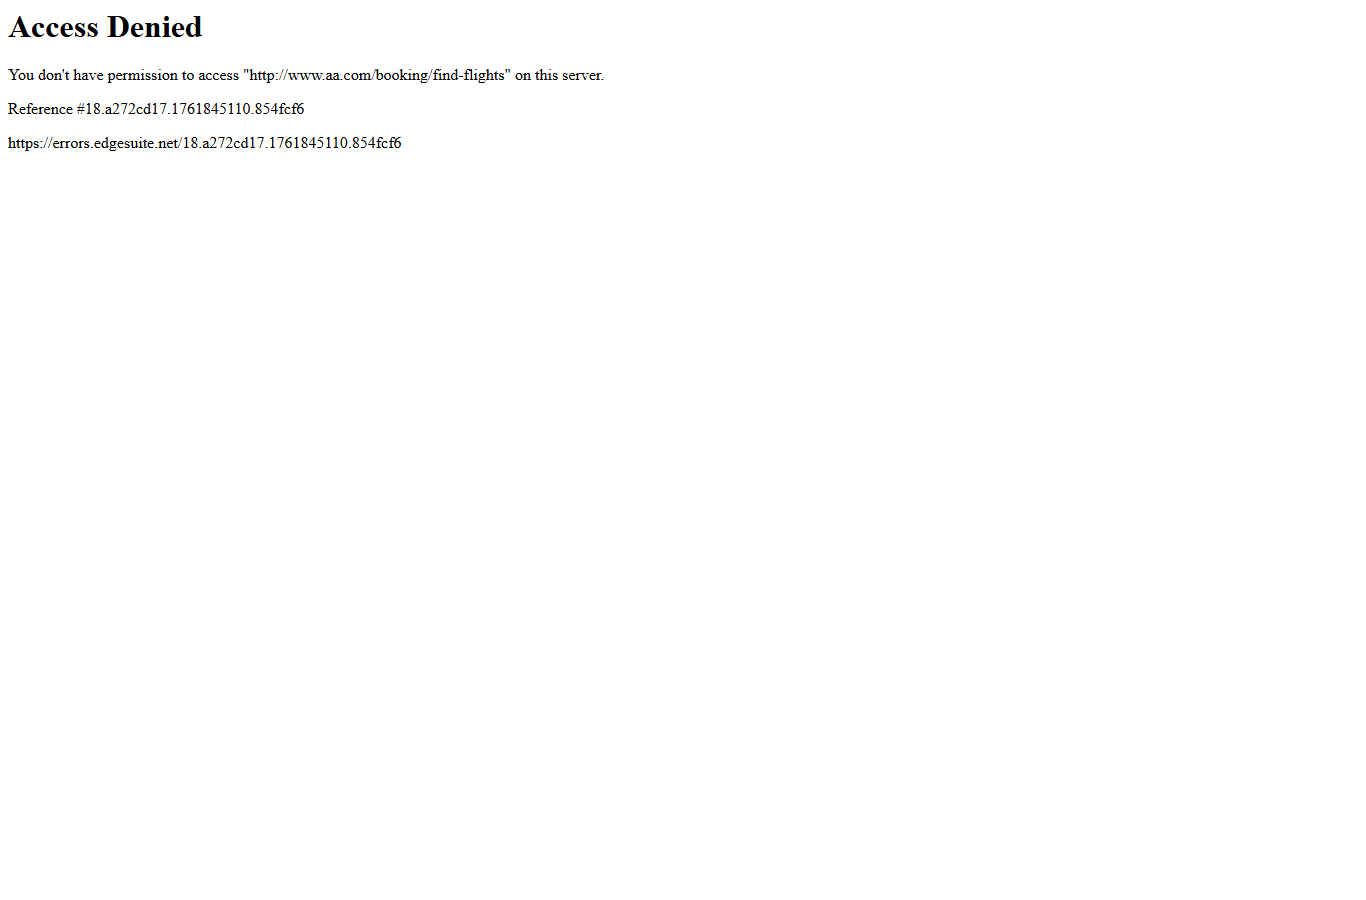 Access Denied
You don't have permission to access "http://www.aa.com/booking/find-flights" on this server.
Reference #18.a272cd17.1761845110.854fcf6
https://errors.edgesuite.net/18.a272cd17.1761845110.854fcf6